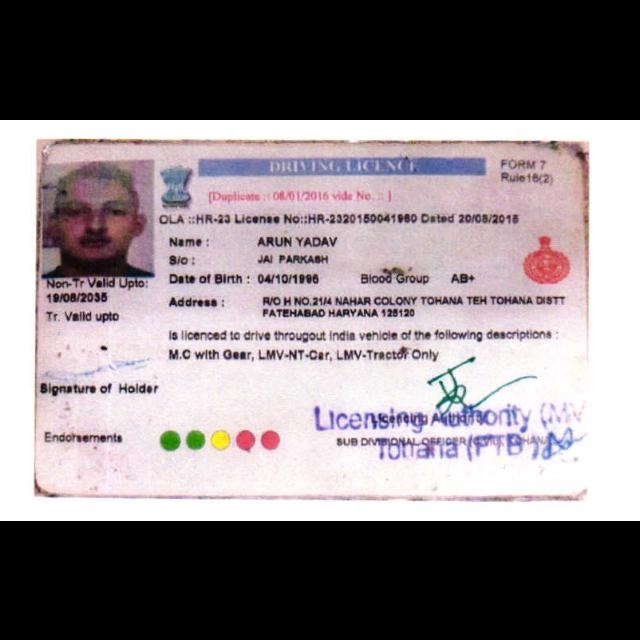 DRIVING LICENCE
FORM 7
Rule16(2)
[Duplicate :: 08/01/2016 vide No. :: ]
OLA ::HR-23 License No::HR-2320150041980 Dated 20/08/2015
Name : ARUN YADAV
S/o : JAI PARKASH
Date of Birth : 04/10/1996 Blood Group AB+
Address : R/O H NO.21/4 NAHAR COLONY TOHANA TEH TOHANA DISTT
FATEHABAD HARYANA 125120
Non-Tr Valid Upto:
19/08/2035
Tr. Valid upto
Is licenced to drive througout India vehicle of the following descriptions :
M.C with Gear, LMV-NT-Car, LMV-Tractor Only
Signature of Holder
Licensing Authority (MV
Licensing Authority
SUB DIVISIONAL OFFICER (CIVIL), TOHANA
Tohana (FTB)
Endorsements